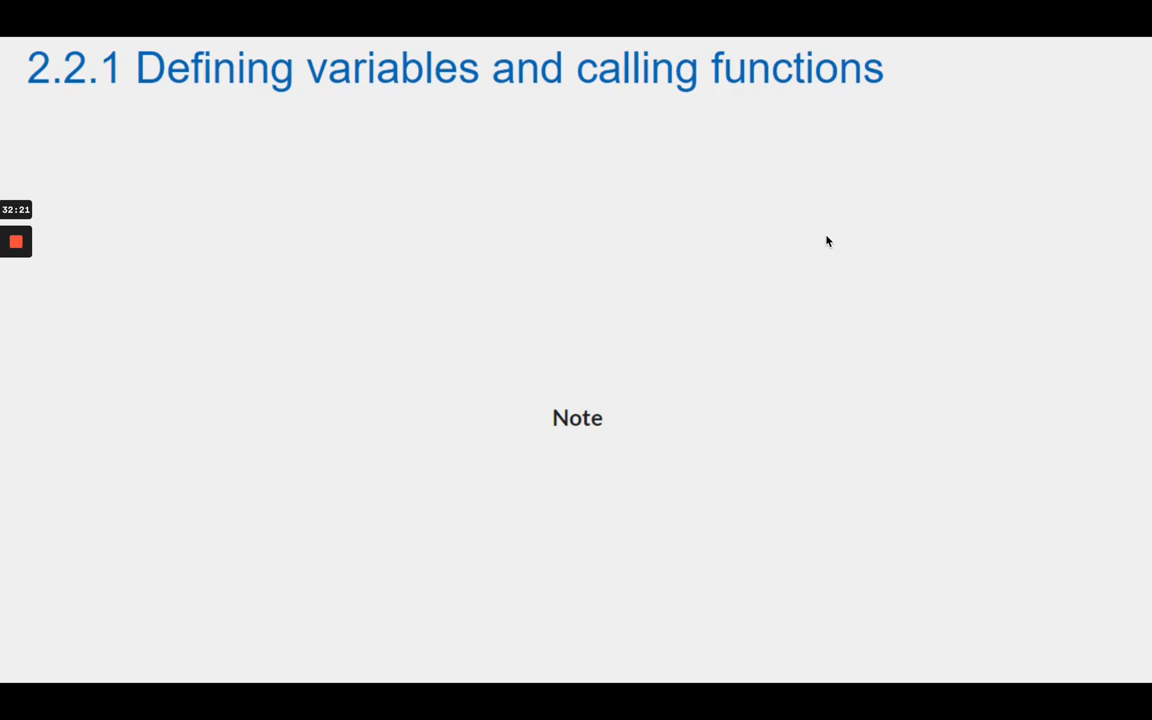 2.2.1 Defining variables and calling functions
32:21
Note